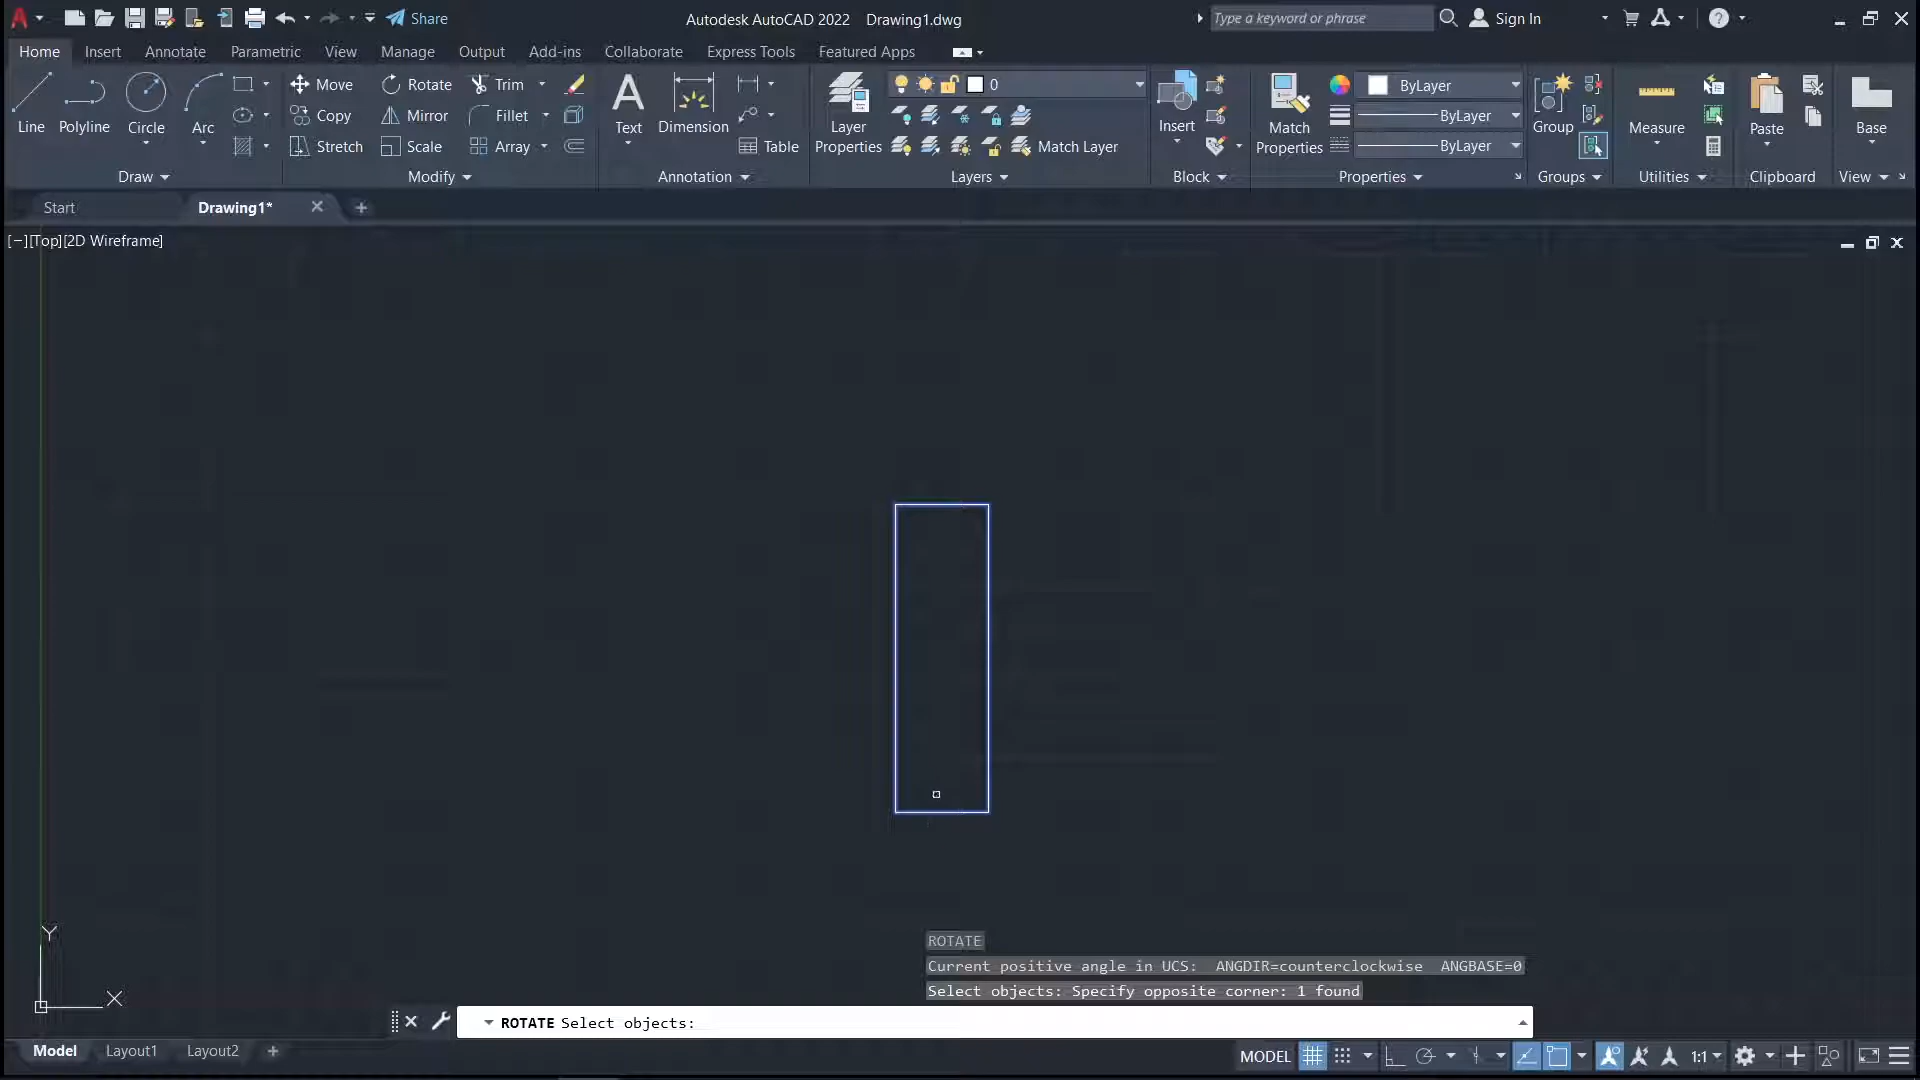 Share
Autodesk AutoCAD 2022 Drawing1.dwg
Type a keyword or phrase
Sign In
Home Insert Annotate Parametric View Manage Output Add-ins Collaborate Express Tools Featured Apps
Line
Polyline
Circle
Arc
Draw
Move
Rotate
Trim
Copy
Mirror
Fillet
Stretch
Scale
Array
Modify
Text
Dimension
Table
Annotation
Layer
Properties
0
Match Layer
Layers
Insert
Block
Match
Properties
ByLayer
ByLayer
ByLayer
Properties
Group
Groups
Measure
Utilities
Paste
Clipboard
Base
View
Start
Drawing1*
[−][Top][2D Wireframe]
Y
X
ROTATE
Current positive angle in UCS: ANGDIR=counterclockwise ANGBASE=0
Select objects: Specify opposite corner: 1 found
ROTATE Select objects:
Model Layout1 Layout2
MODEL
1:1